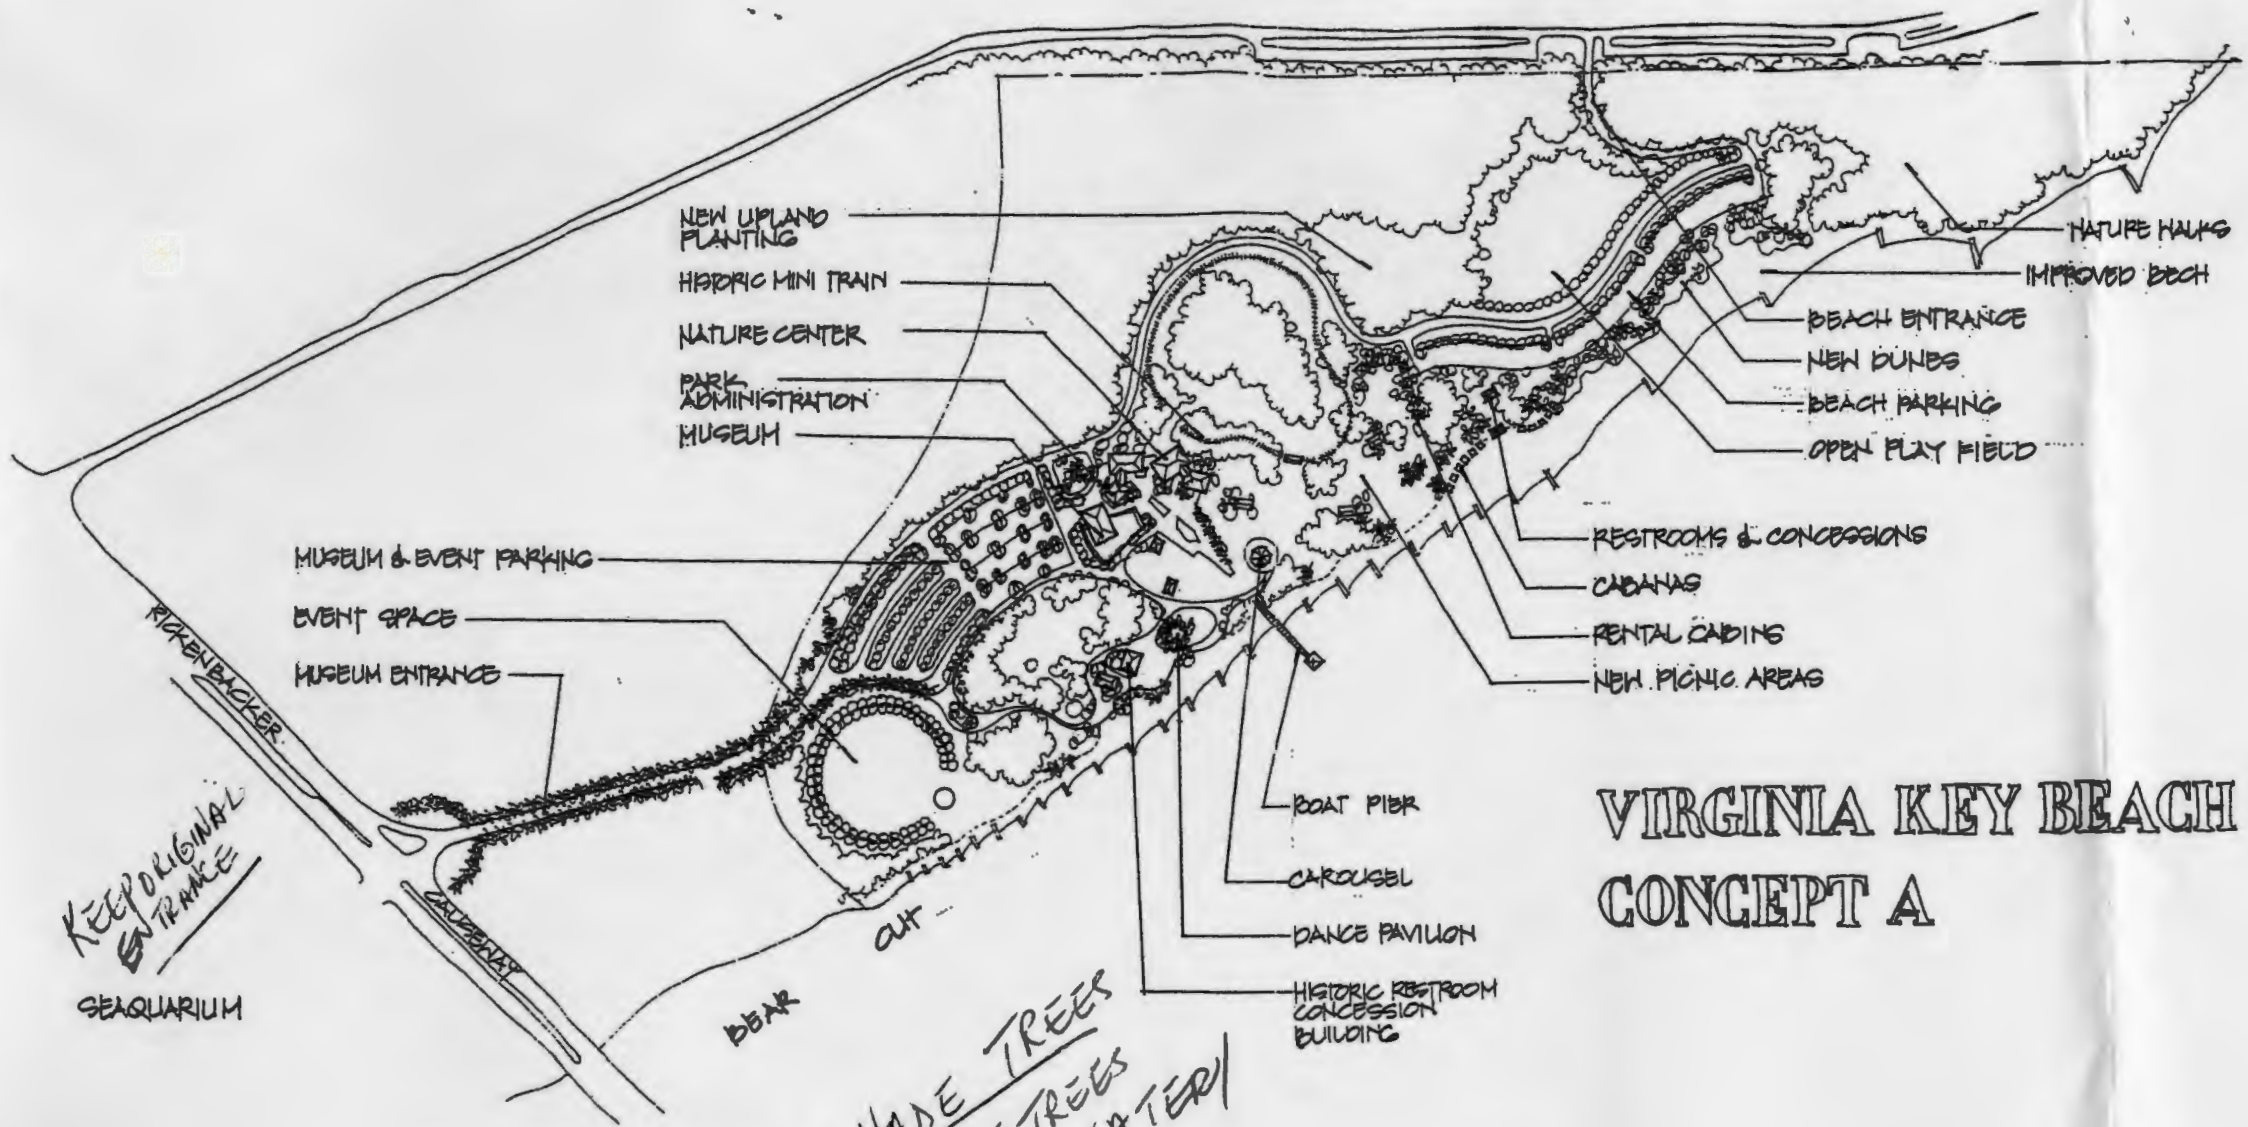 NEW UPLAND
PLANTING
HISTORIC MINI TRAIN
NATURE CENTER
PARK
ADMINISTRATION
MUSEUM
MUSEUM & EVENT PARKING
EVENT SPACE
MUSEUM ENTRANCE
RICKENBACKER
CAUSEWAY
KEEP ORIGINAL
ENTRANCE
SEAQUARIUM
BEAR
CUT
TREES
TREES
NATURE WALKS
IMPROVED BECH
BEACH ENTRANCE
NEW DUNES
BEACH PARKING
OPEN PLAY FIELD
RESTROOMS & CONCESSIONS
CABANAS
RENTAL CABINS
NEW PICNIC AREAS
BOAT PIER
CAROUSEL
DANCE PAVILION
HISTORIC RESTROOM
CONCESSION
BUILDING
VIRGINIA KEY BEACH
CONCEPT A